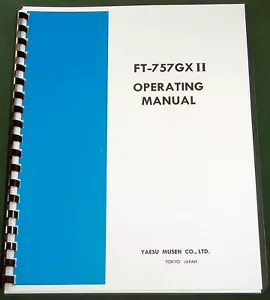 FT-757GX II
OPERATING
MANUAL
YAESU MUSEN CO., LTD.
TOKYO JAPAN